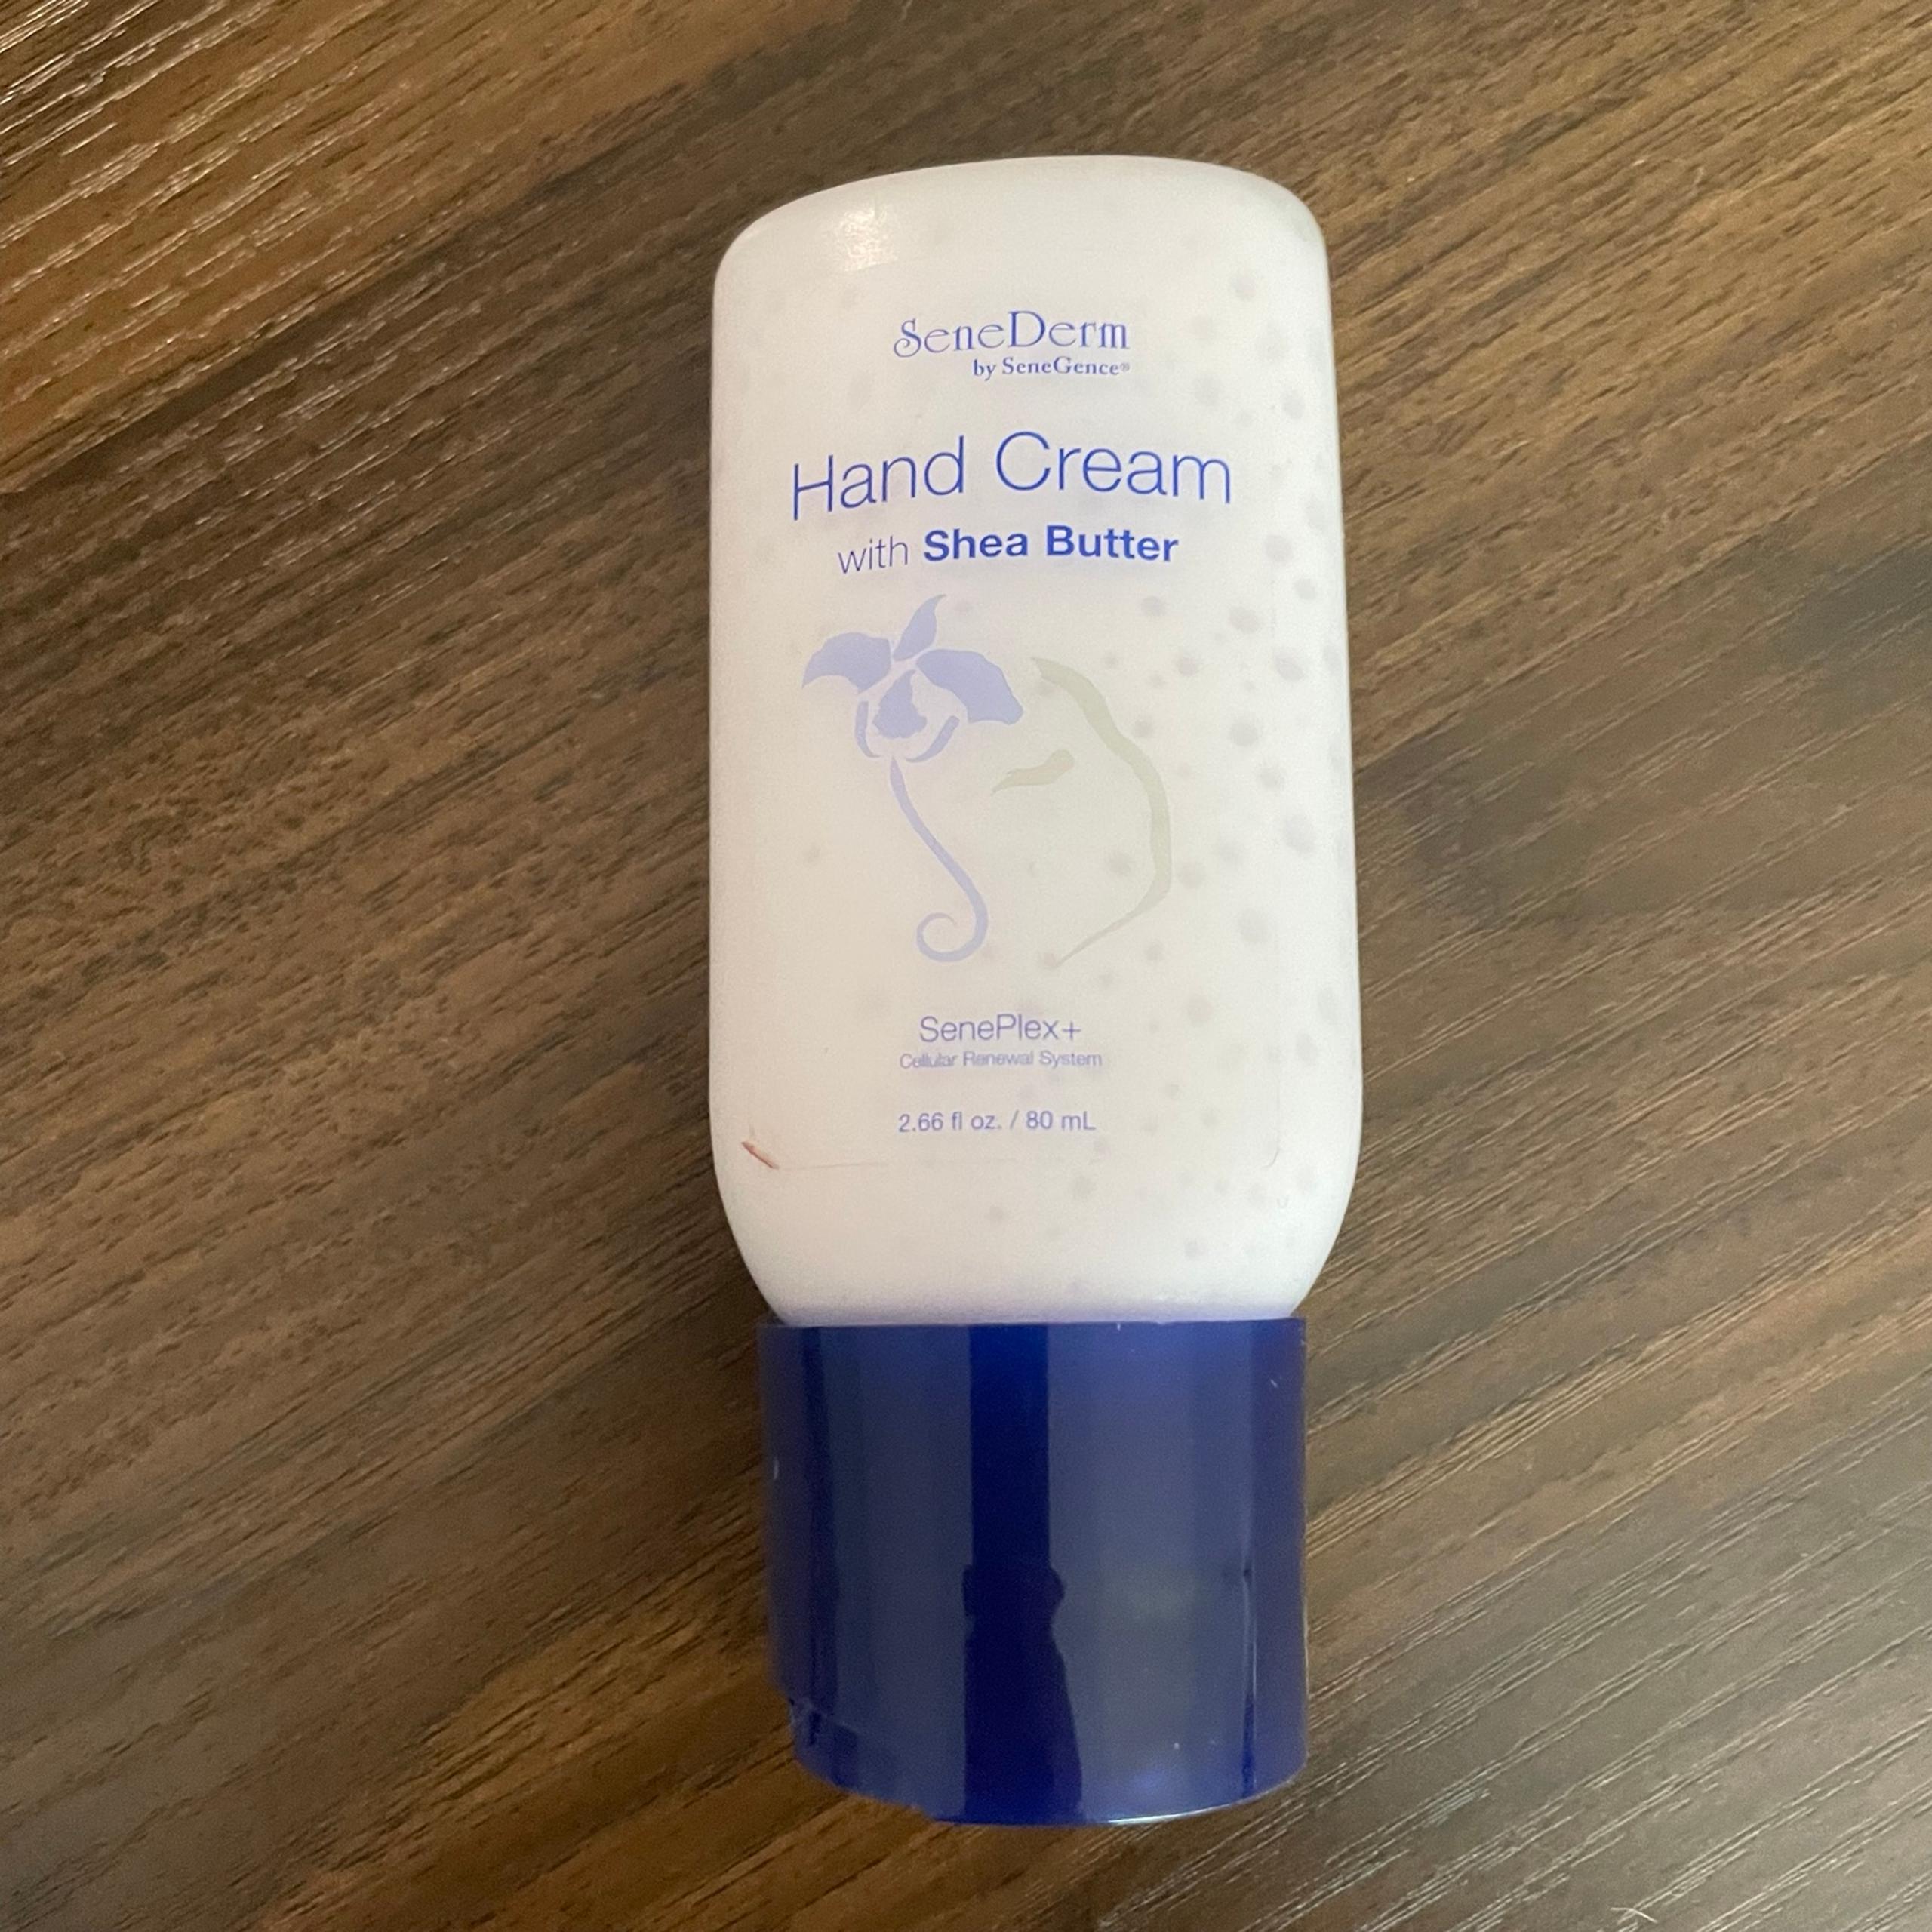 SeneDerm
by SeneGence®
Hand Cream
with Shea Butter
SenePlex+
Cellular Renewal System
2.66 fl oz. / 80 mL